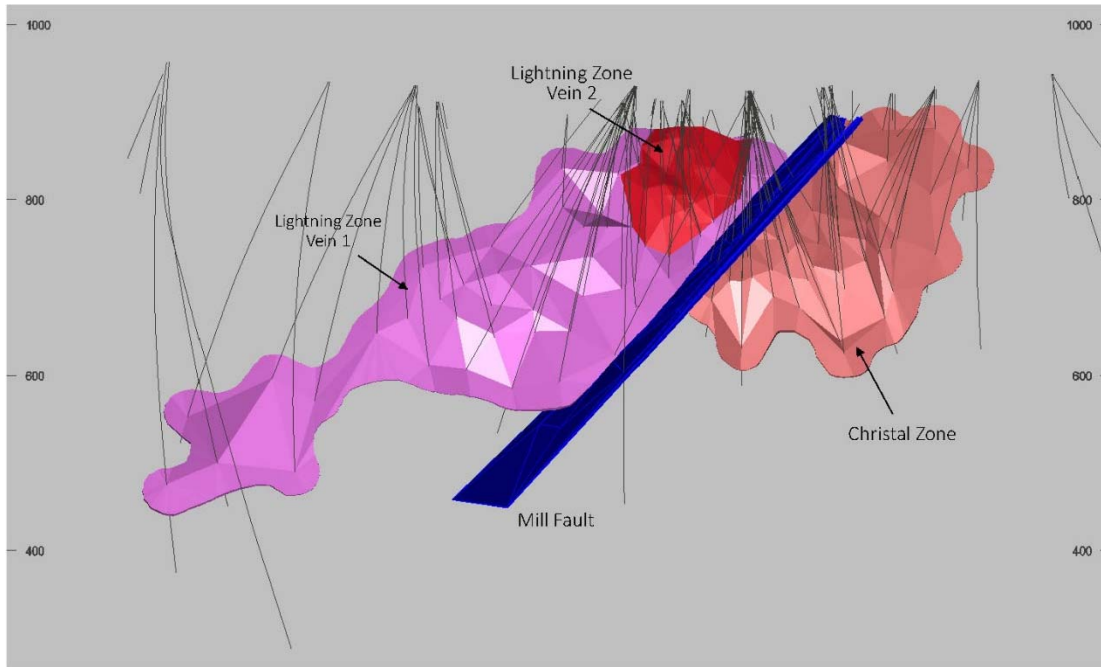 1000
1000
Lightning Zone
Vein 2
800
800
Lightning Zone
Vein 1
600
600
Christal Zone
Mill Fault
400
400